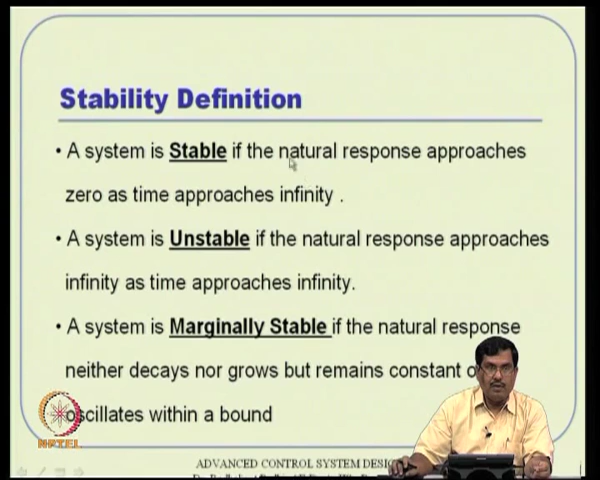 Stability Definition
• A system is Stable if the natural response approaches
zero as time approaches infinity .
• A system is Unstable if the natural response approaches
infinity as time approaches infinity.
• A system is Marginally Stable if the natural response
neither decays nor grows but remains constant
oscillates within a bound
NPTEL
ADVANCED CONTROL SYSTEM